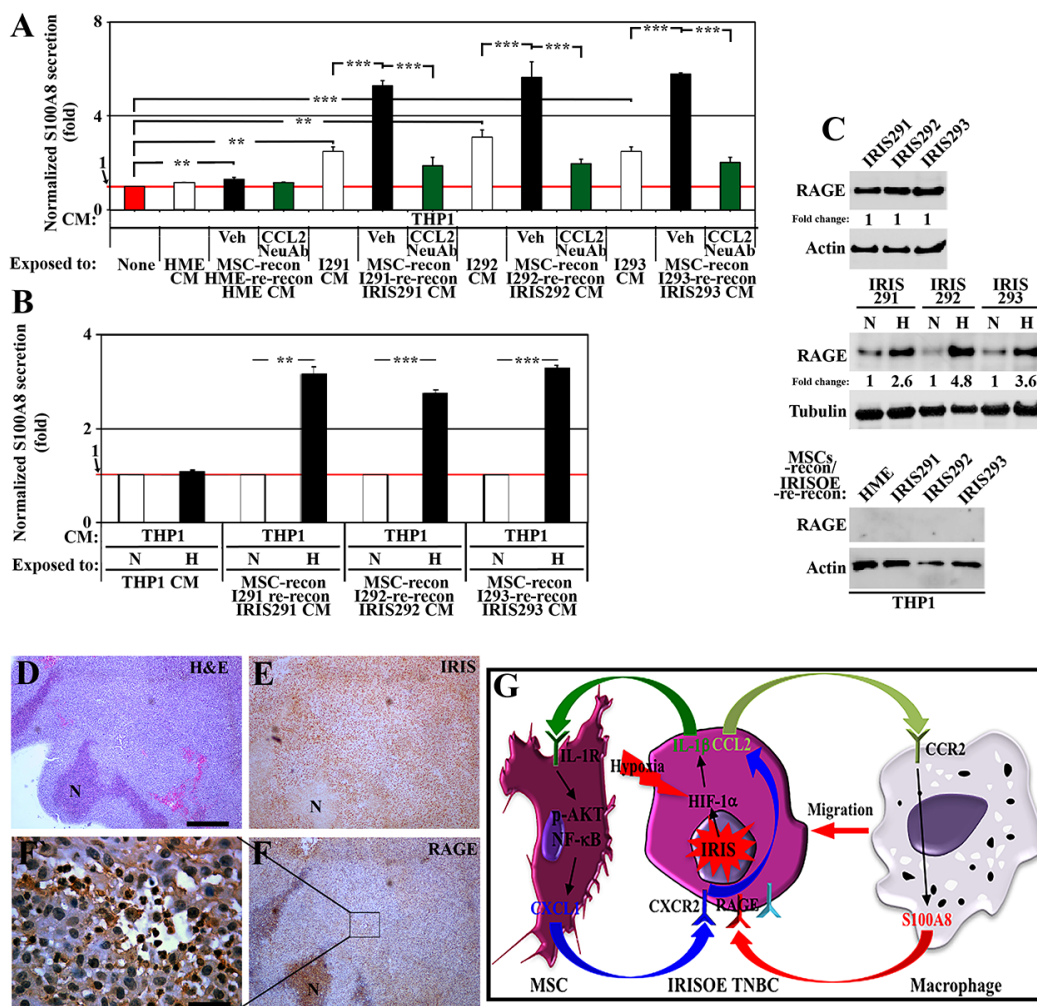 A
Normalized S100A8 secretion
(fold)
8
4
1
0
**
**
**
***
***
***
***
***
***
***
CM:
THP1
Veh
CCL2
NeuAb
Veh
CCL2
NeuAb
Veh
CCL2
NeuAb
Veh
CCL2
NeuAb
Exposed to:
None
HME
CM
MSC-recon
HME-re-recon
HME CM
I291
CM
MSC-recon
I291-re-recon
IRIS291 CM
I292
CM
MSC-recon
I292-re-recon
IRIS292 CM
I293
CM
MSC-recon
I293-re-recon
IRIS293 CM
B
Normalized S100A8 secretion
(fold)
4
2
1
0
**
***
***
CM:
THP1
THP1
THP1
THP1
Exposed to:
N H
N H
N H
N H
THP1 CM
MSC-recon
I291 re-recon
IRIS291 CM
MSC-recon
I292-re-recon
IRIS292 CM
MSC-recon
I293-re-recon
IRIS293 CM
C
IRIS291
IRIS292
IRIS293
RAGE
Fold change: 1 1 1
Actin
IRIS
291
IRIS
292
IRIS
293
N H N H N H
RAGE
Fold change: 1 2.6 1 4.8 1 3.6
Tubulin
MSCs
-recon/
IRISOE
-re-recon:
HME
IRIS291
IRIS292
IRIS293
RAGE
Actin
THP1
D
H&E
N
E
IRIS
N
F'
F
RAGE
N
G
IL-1R
p-AKT
NF-κB
CXCL1
MSC
IL-1β
CCL2
Hypoxia
HIF-1α
IRIS
CXCR2
RAGE
IRISOE TNBC
Migration
CCR2
S100A8
Macrophage